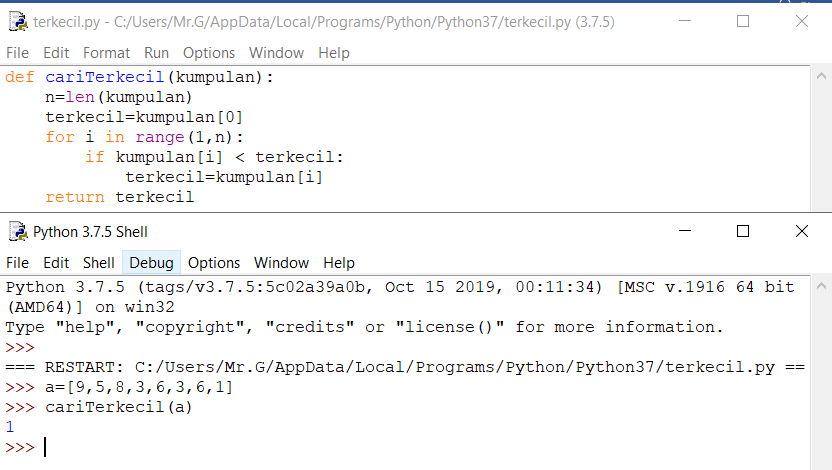 terkecil.py - C:/Users/Mr.G/AppData/Local/Programs/Python/Python37/terkecil.py (3.7.5)
File Edit Format Run Options Window Help
def cariTerkecil(kumpulan):
    n=len(kumpulan)
    terkecil=kumpulan[0]
    for i in range(1,n):
        if kumpulan[i] < terkecil:
            terkecil=kumpulan[i]
    return terkecil
Python 3.7.5 Shell
File Edit Shell Debug Options Window Help
Python 3.7.5 (tags/v3.7.5:5c02a39a0b, Oct 15 2019, 00:11:34) [MSC v.1916 64 bit
(AMD64)] on win32
Type "help", "copyright", "credits" or "license()" for more information.
>>>
=== RESTART: C:/Users/Mr.G/AppData/Local/Programs/Python/Python37/terkecil.py ==
>>> a=[9,5,8,3,6,3,6,1]
>>> cariTerkecil(a)
1
>>>